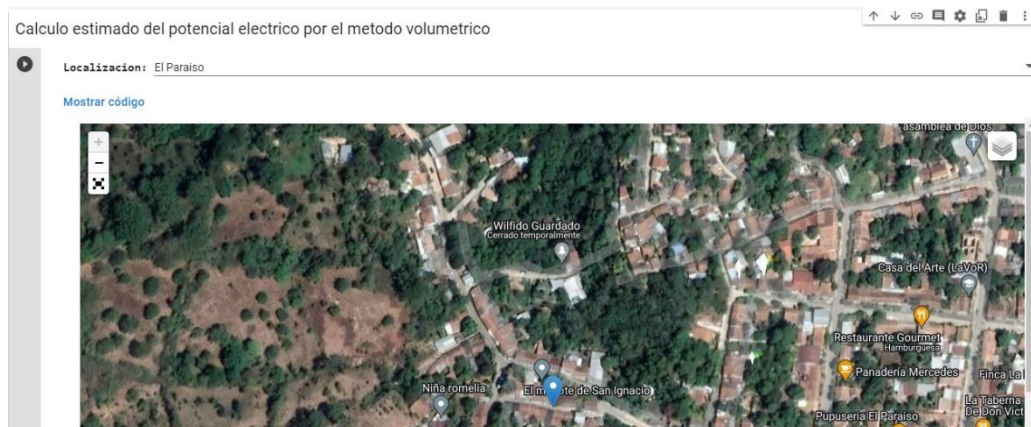 Calculo estimado del potencial electrico por el metodo volumetrico
Localizacion: El Paraiso
Mostrar código
+
−
asamblea de Dios
Wilfido Guardado
Cerrado temporalmente
Casa del Arte (LaVoR)
Restaurante Gourmet
Hamburguesa
Panadería Mercedes
Finca La
Niña romelia
de San Ignacio
La Taberna
De Don Vict
Pupusería El Paraiso